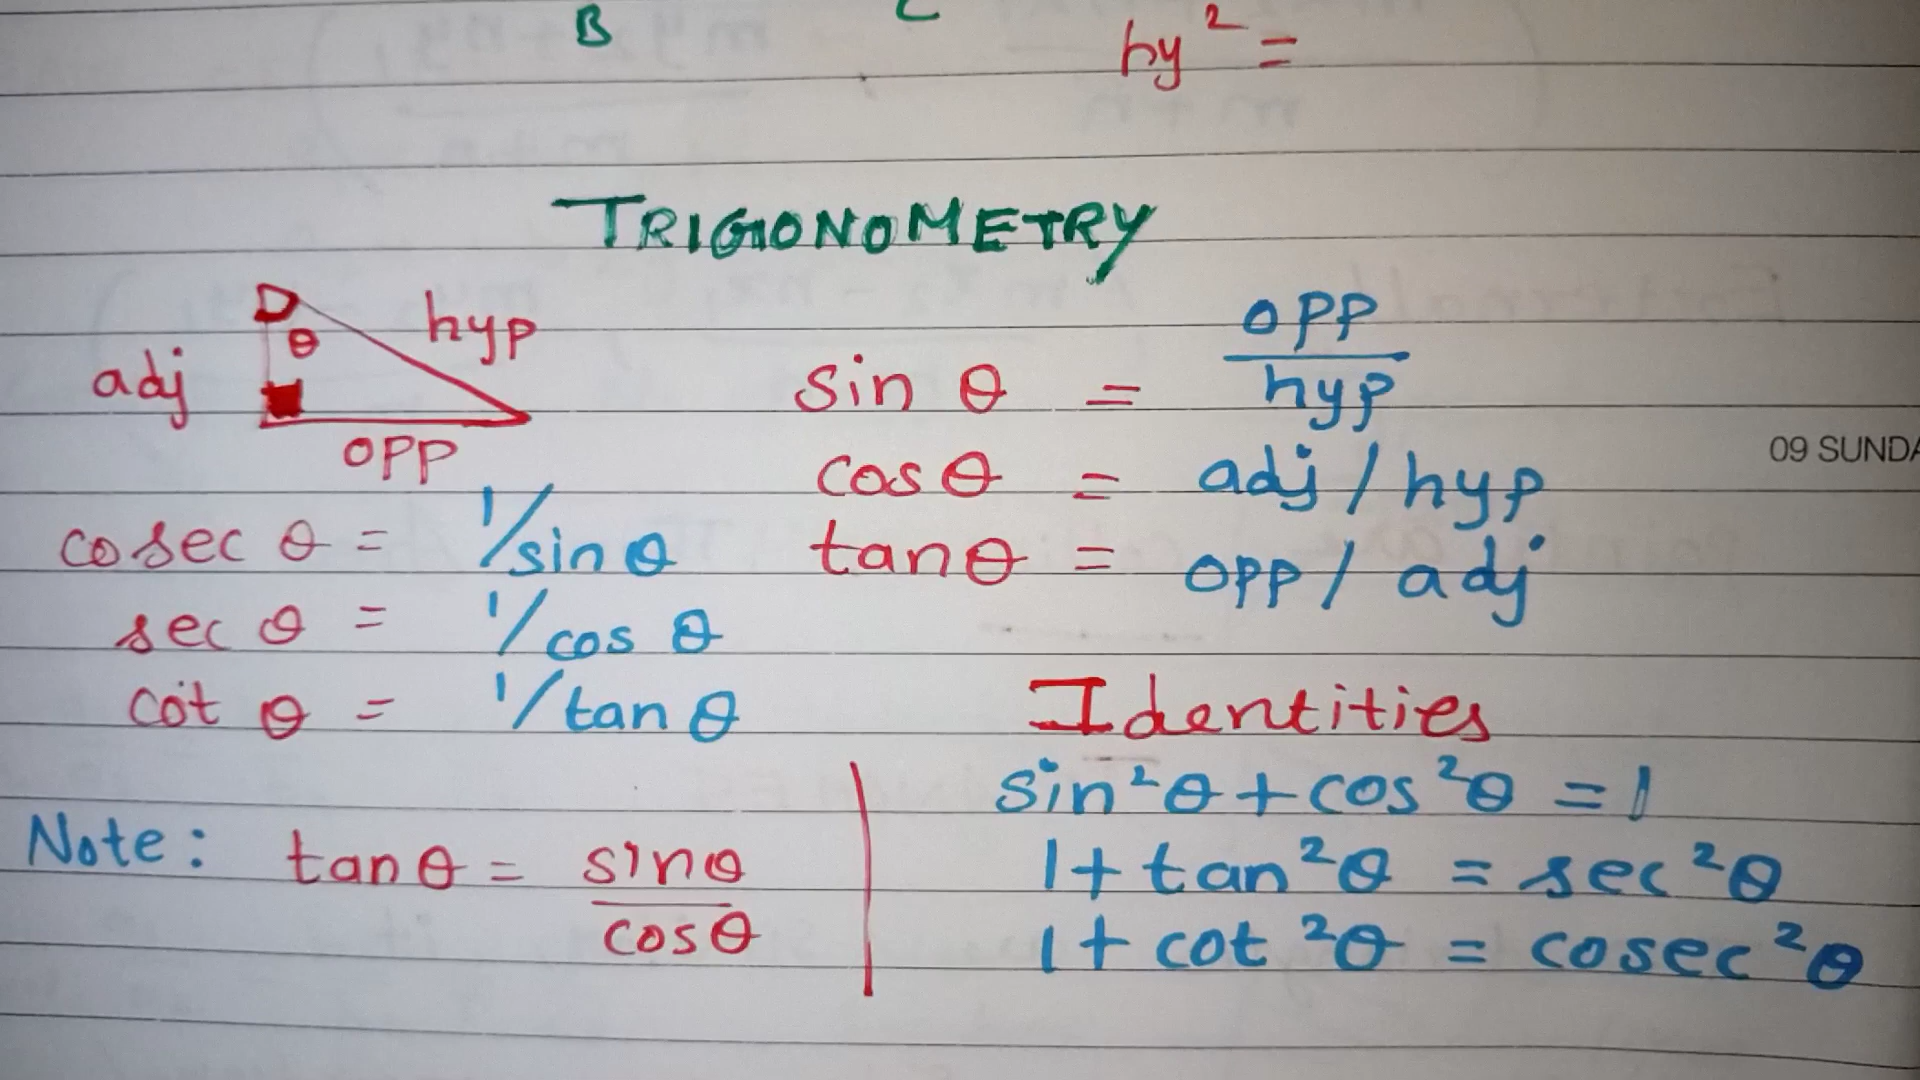 B
C
hy² =
TRIGONOMETRY
θ
hyp
adj
opp
sin θ = opp/hyp
cos θ = adj / hyp
tan θ = opp / adj
09 SUNDA
cosec θ = 1/sin θ
sec θ = 1/cos θ
cot θ = 1/tan θ
Identities
sin²θ + cos²θ = 1
1 + tan²θ = sec²θ
1 + cot²θ = cosec²θ
Note: tan θ = sin θ/cos θ